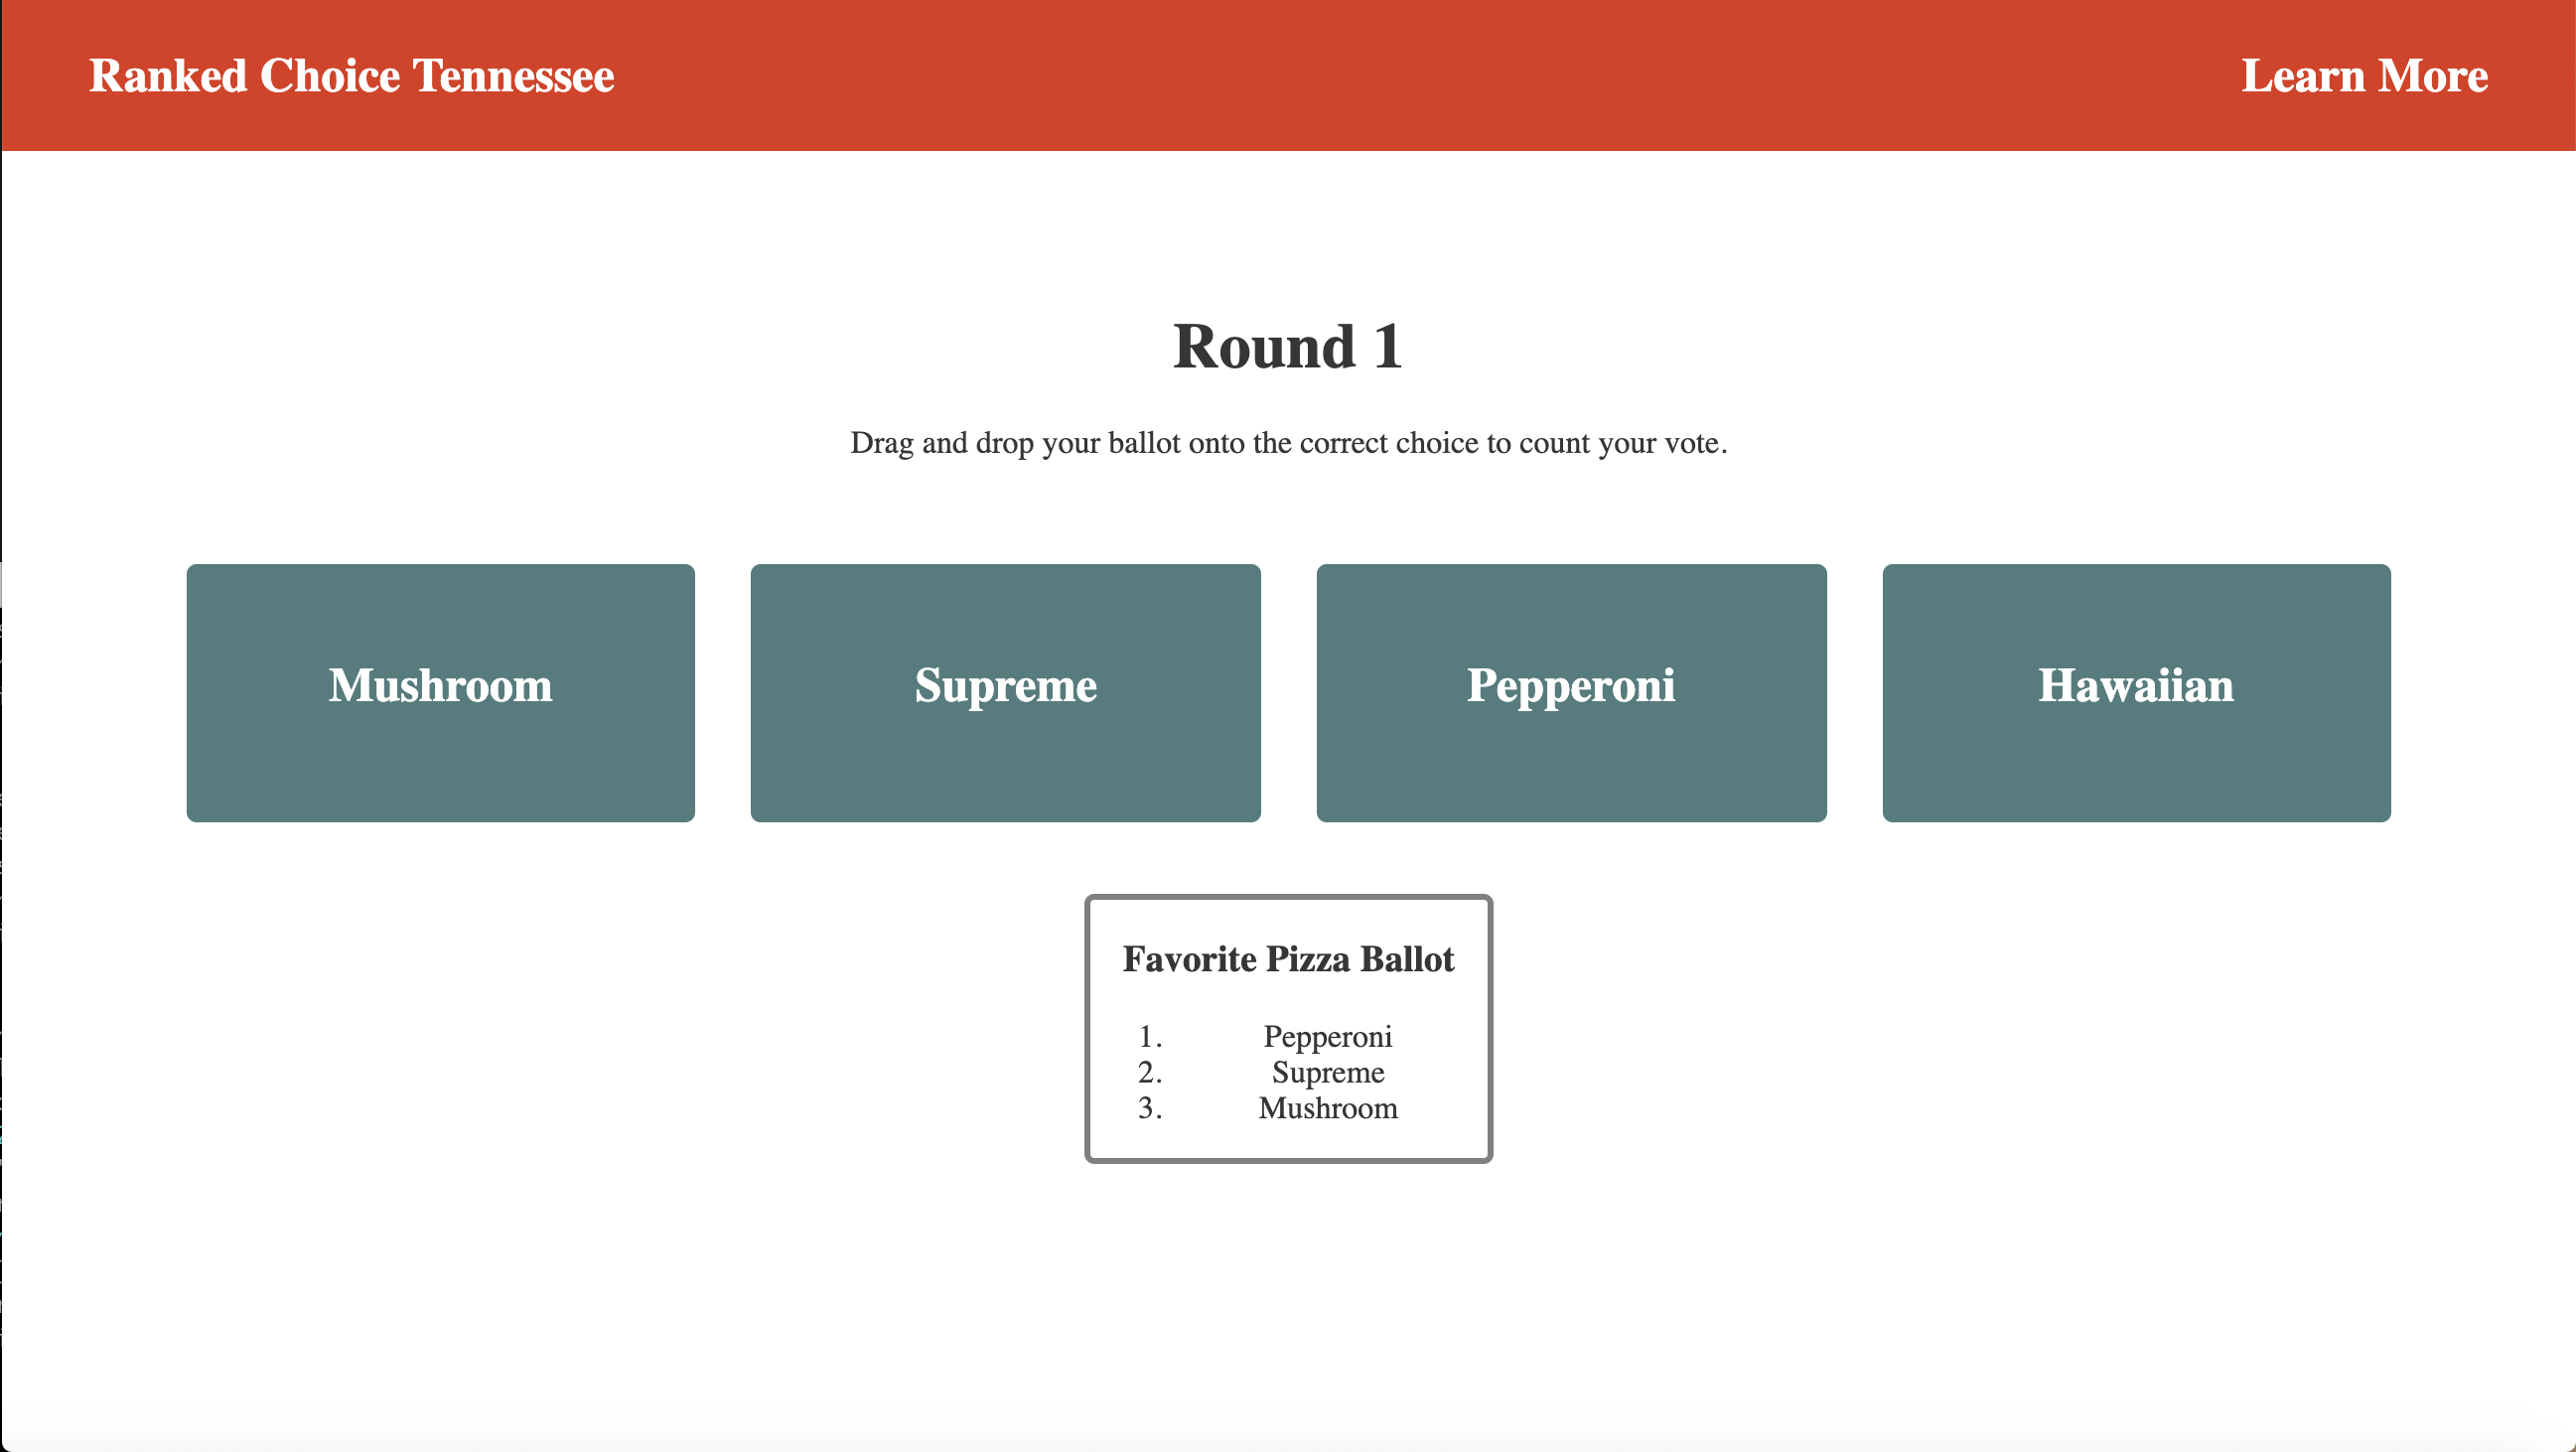 Ranked Choice Tennessee Learn More
Round 1
Drag and drop your ballot onto the correct choice to count your vote.
Mushroom Supreme Pepperoni Hawaiian
Favorite Pizza Ballot
1. Pepperoni
2. Supreme
3. Mushroom